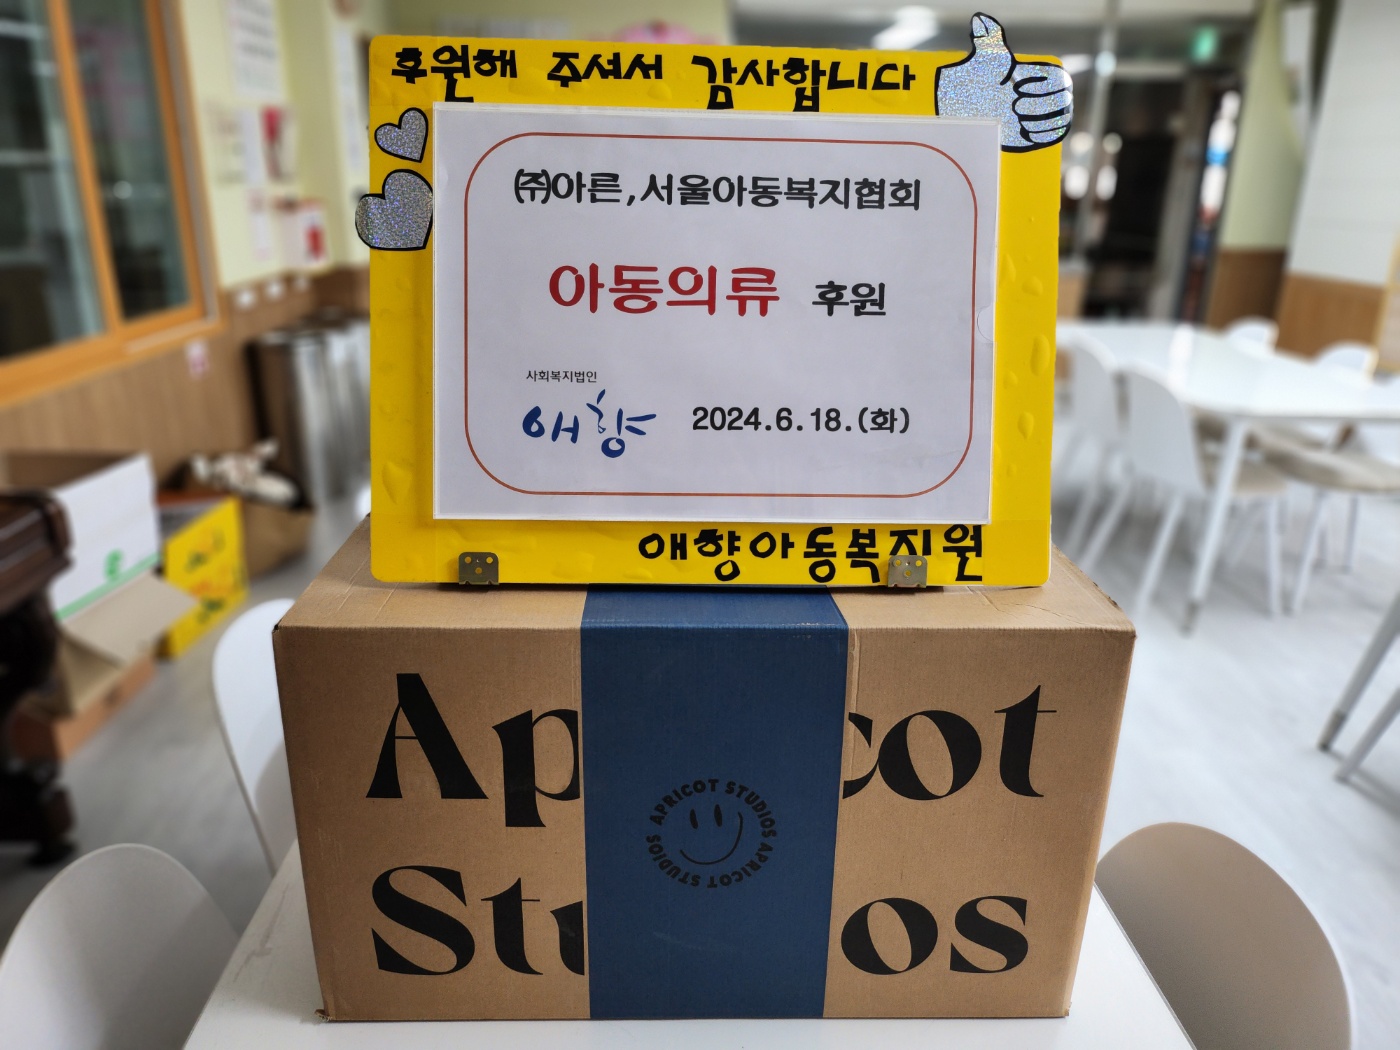 후원해 주셔서 감사합니다
㈜아른,서울아동복지협회
아동의류 후원
사회복지법인
애향 2024.6.18.(화)
애향아동복지원
Ap cot
Stu os
APRICOT STUDIOS APRICOT STUDIOS